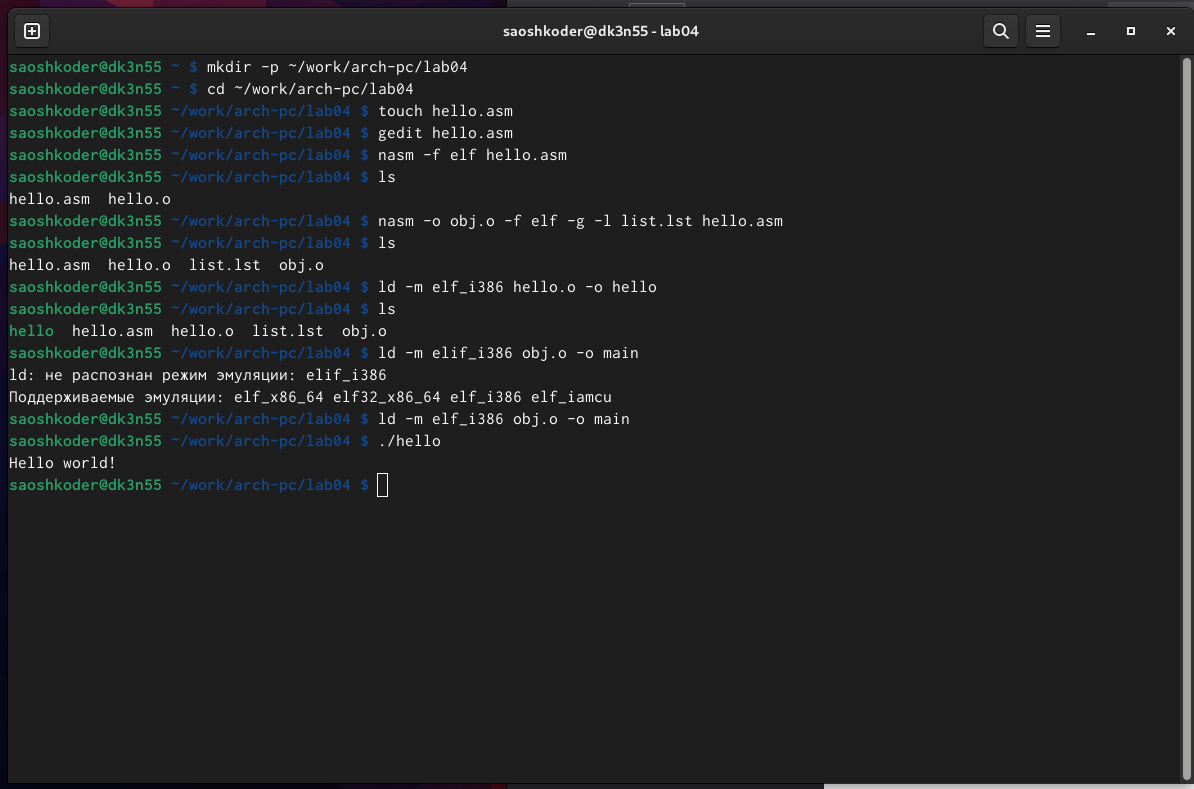 saoshkoder@dk3n55 - lab04
saoshkoder@dk3n55 ~ $ mkdir -p ~/work/arch-pc/lab04
saoshkoder@dk3n55 ~ $ cd ~/work/arch-pc/lab04
saoshkoder@dk3n55 ~/work/arch-pc/lab04 $ touch hello.asm
saoshkoder@dk3n55 ~/work/arch-pc/lab04 $ gedit hello.asm
saoshkoder@dk3n55 ~/work/arch-pc/lab04 $ nasm -f elf hello.asm
saoshkoder@dk3n55 ~/work/arch-pc/lab04 $ ls
hello.asm  hello.o
saoshkoder@dk3n55 ~/work/arch-pc/lab04 $ nasm -o obj.o -f elf -g -l list.lst hello.asm
saoshkoder@dk3n55 ~/work/arch-pc/lab04 $ ls
hello.asm  hello.o  list.lst  obj.o
saoshkoder@dk3n55 ~/work/arch-pc/lab04 $ ld -m elf_i386 hello.o -o hello
saoshkoder@dk3n55 ~/work/arch-pc/lab04 $ ls
hello  hello.asm  hello.o  list.lst  obj.o
saoshkoder@dk3n55 ~/work/arch-pc/lab04 $ ld -m elif_i386 obj.o -o main
ld: не распознан режим эмуляции: elif_i386
Поддерживаемые эмуляции: elf_x86_64 elf32_x86_64 elf_i386 elf_iamcu
saoshkoder@dk3n55 ~/work/arch-pc/lab04 $ ld -m elf_i386 obj.o -o main
saoshkoder@dk3n55 ~/work/arch-pc/lab04 $ ./hello
Hello world!
saoshkoder@dk3n55 ~/work/arch-pc/lab04 $